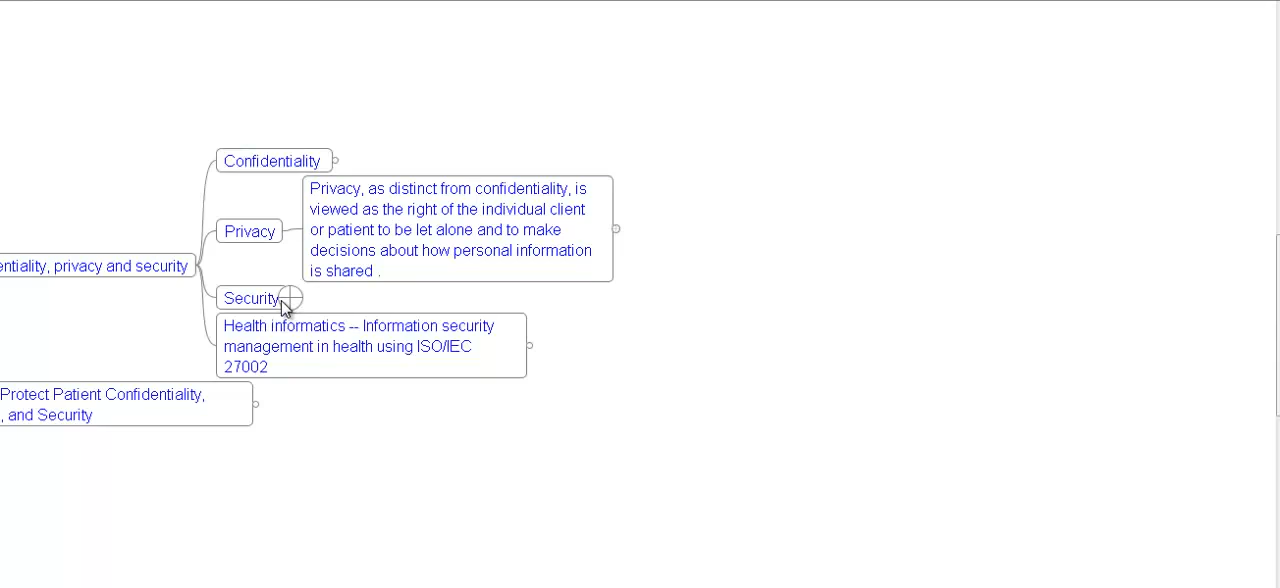 Confidentiality
Privacy, as distinct from confidentiality, is
viewed as the right of the individual client
Privacy
or patient to be let alone and to make
decisions about how personal information
is shared .
privacy and security
Security
Health informatics -- Information security
management in health using ISO/IEC
27002
Protect Patient Confidentiality,
, and Security